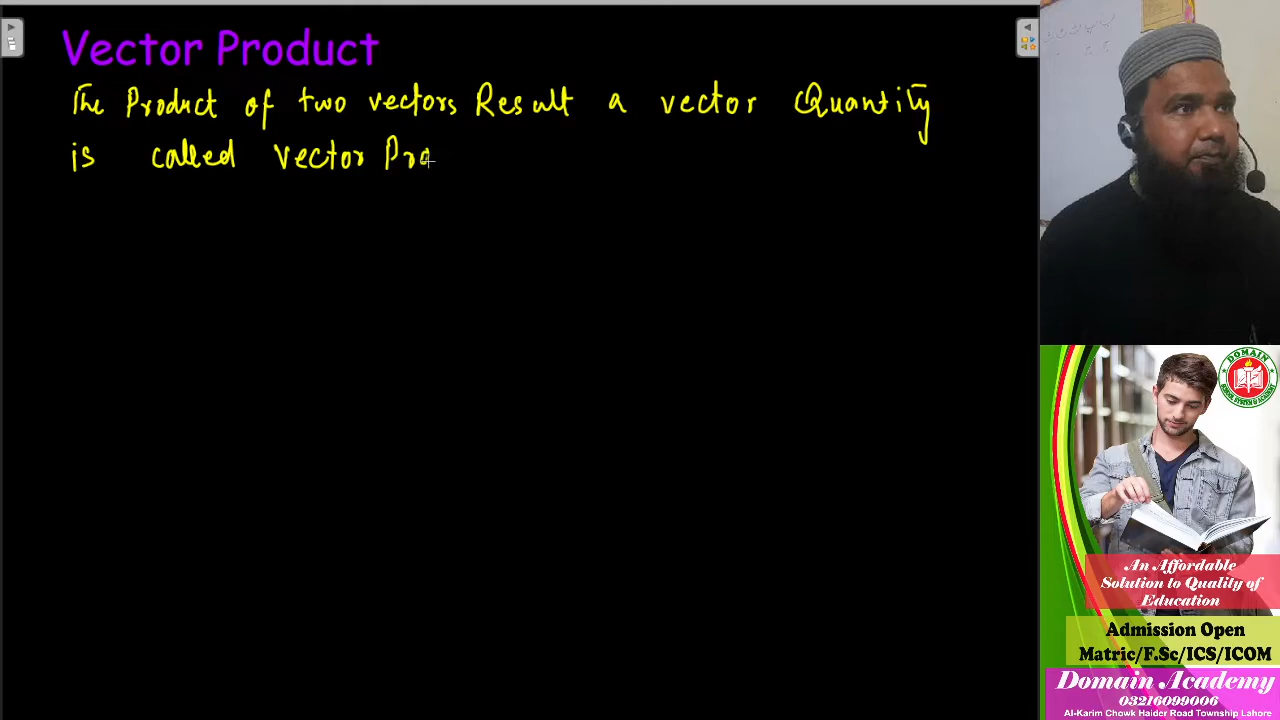 Vector Product
The Product of two vectors Result a vector Quantity
is called vector Pro
DOMAIN
An Affordable
Solution to Quality of
Education
Admission Open
Matric/F.Sc/ICS/ICOM
Domain Academy
03216099006
Al-Karim Chowk Haider Road Township Lahore